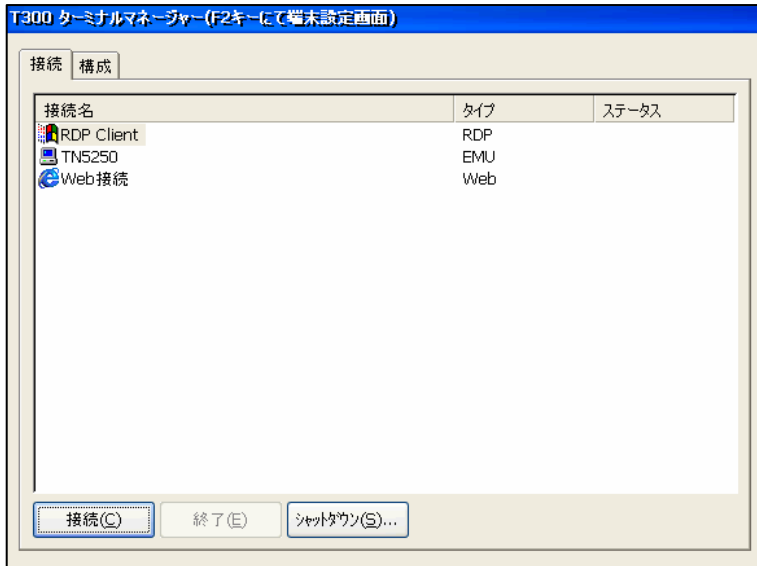 T300 ターミナルマネージャー(F2キーにて端末設定画面)
接続 構成
接続名 タイプ ステータス
RDP Client RDP
TN5250 EMU
Web接続 Web
接続(C) 終了(E) シャットダウン(S)...